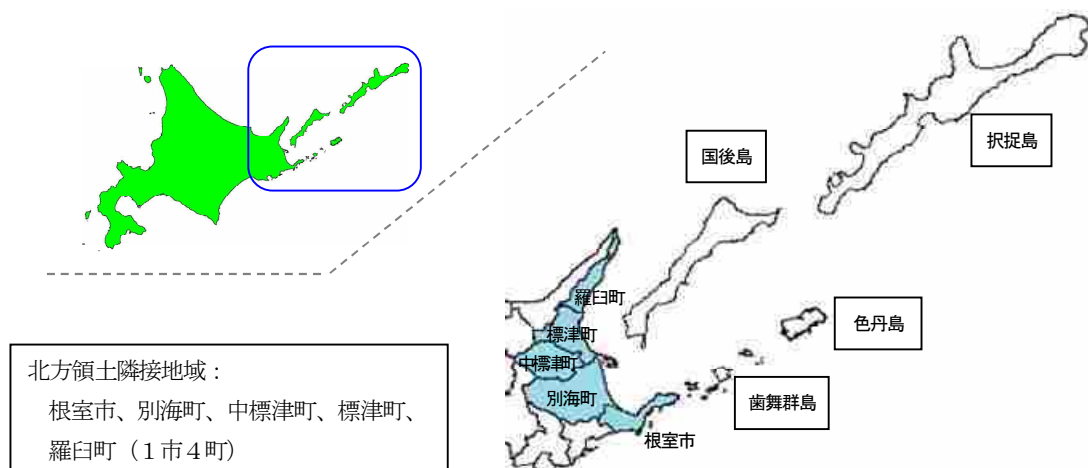 国後島
択捉島
羅臼町
標津町
色丹島
中標津町
別海町
歯舞群島
根室市
北方領土隣接地域：
根室市、別海町、中標津町、標津町、
羅臼町（１市４町）